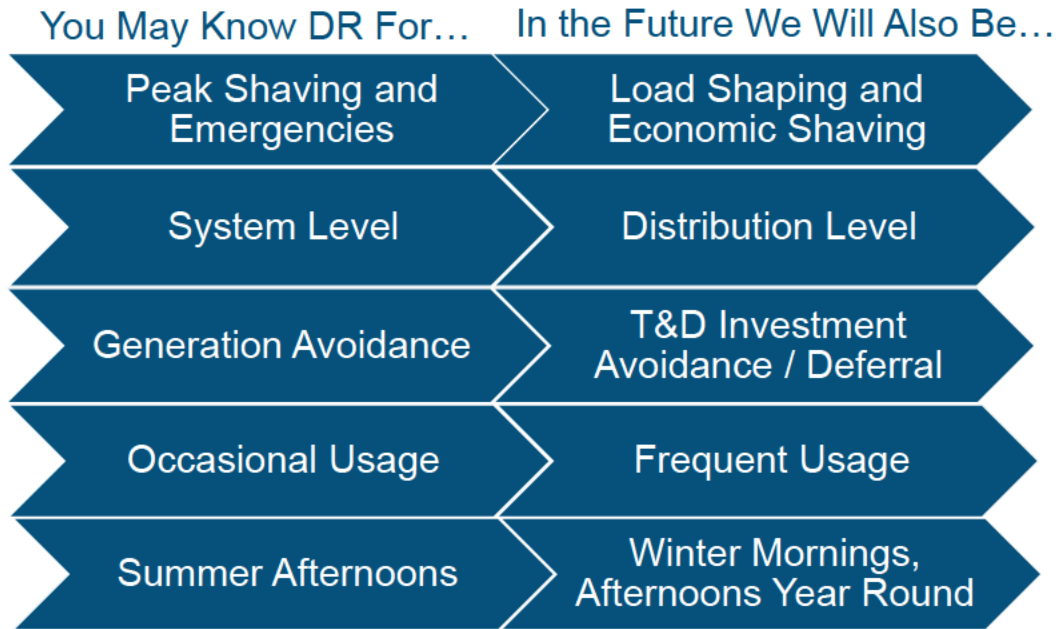 You May Know DR For...
In the Future We Will Also Be...
Peak Shaving and
Emergencies
Load Shaping and
Economic Shaving
System Level
Distribution Level
Generation Avoidance
T&D Investment
Avoidance / Deferral
Occasional Usage
Frequent Usage
Summer Afternoons
Winter Mornings,
Afternoons Year Round